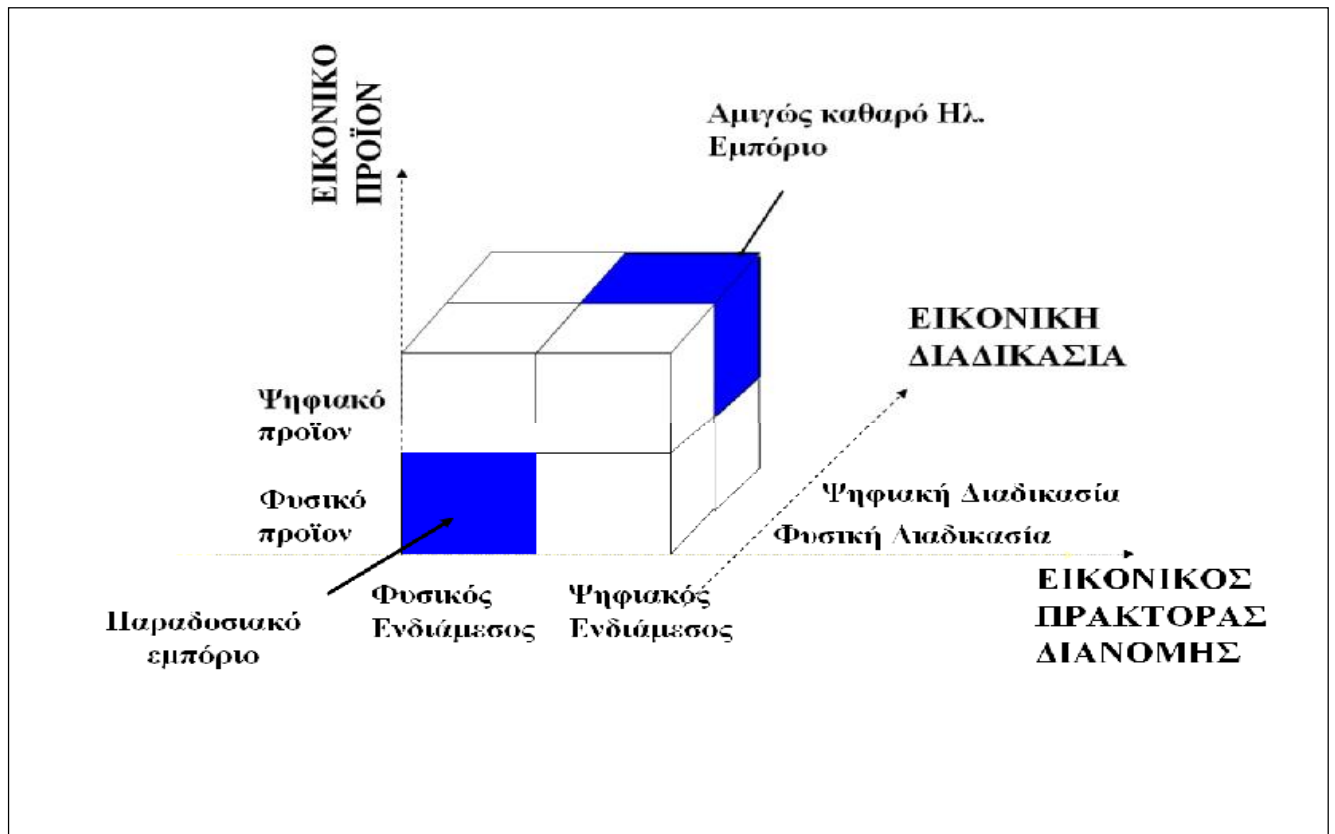 ΕΙΚΟΝΙΚΟ
ΠΡΟΪΟΝ
Αμιγώς καθαρό Ηλ.
Εμπόριο
ΕΙΚΟΝΙΚΗ
ΔΙΑΔΙΚΑΣΙΑ
Ψηφιακό
προϊον
Φυσικό
προϊον
Ψηφιακή Διαδικασία
Φυσική Διαδικασία
Παραδοσιακό
εμπόριο
Φυσικός
Ενδιάμεσος
Ψηφιακός
Ενδιάμεσος
ΕΙΚΟΝΙΚΟΣ
ΠΡΑΚΤΟΡΑΣ
ΔΙΑΝΟΜΗΣ